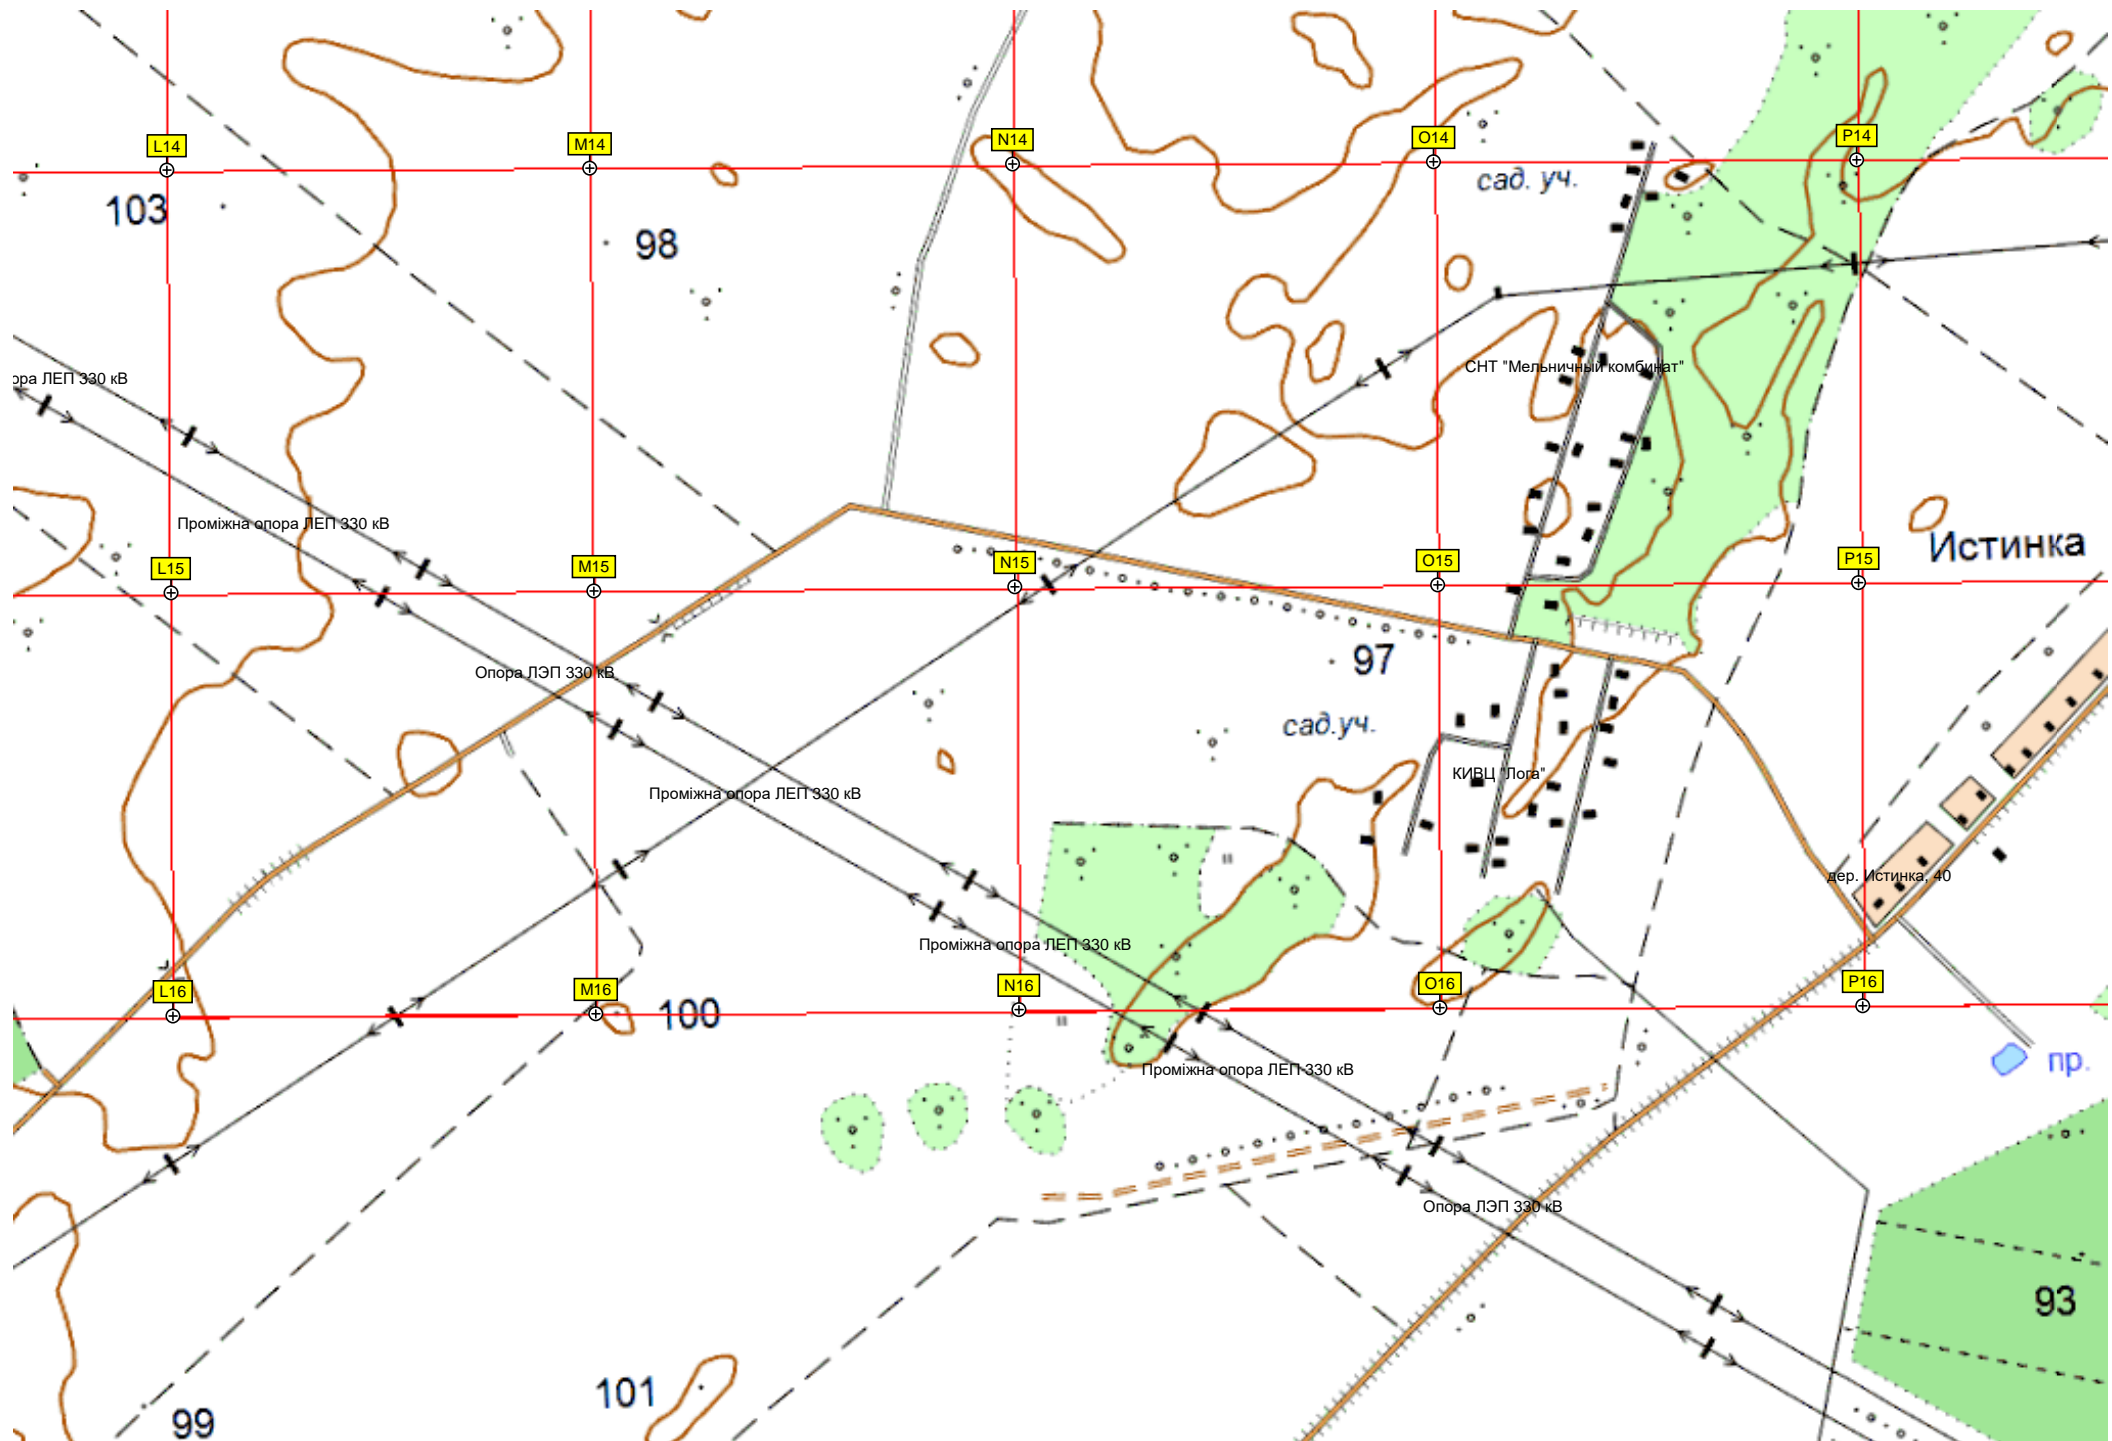 L14
M14
N14
O14
P14
сад. уч.
103
98
СНТ "Мельничный комбинат"
ора ЛЕП 330 кВ
Проміжна опора ЛЕП 330 кВ
Истинка
L15
M15
N15
O15
P15
97
Опора ЛЭП 330 кВ
сад.уч.
КИВЦ "Лога"
Проміжна опора ЛЕП 330 кВ
дер. Истинка, 40
Проміжна опора ЛЕП 330 кВ
L16
M16
N16
O16
P16
100
пр.
Проміжна опора ЛЕП 330 кВ
Опора ЛЭП 330 кВ
93
101
99